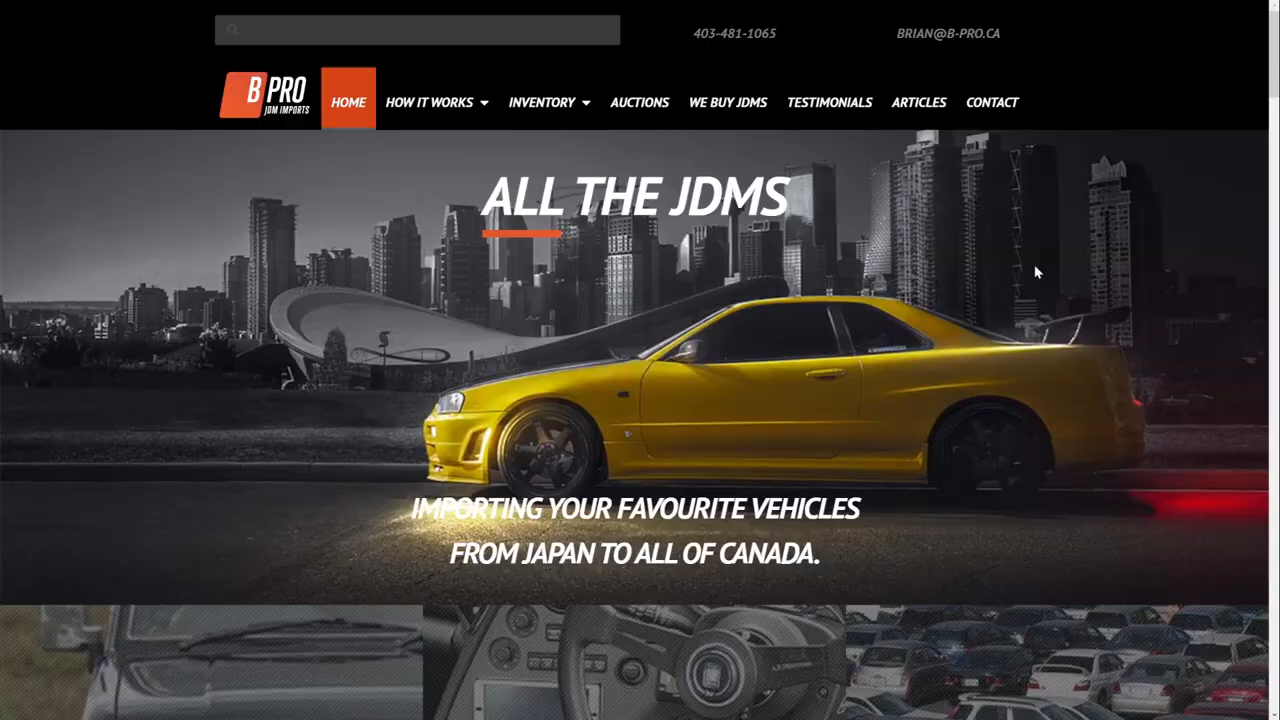 403-481-1065
BRIAN@B-PRO.CA
B PRO
JDM IMPORTS
HOME
HOW IT WORKS
INVENTORY
AUCTIONS
WE BUY JDMS
TESTIMONIALS
ARTICLES
CONTACT
ALL THE JDMS
IMPORTING YOUR FAVOURITE VEHICLES
FROM JAPAN TO ALL OF CANADA.